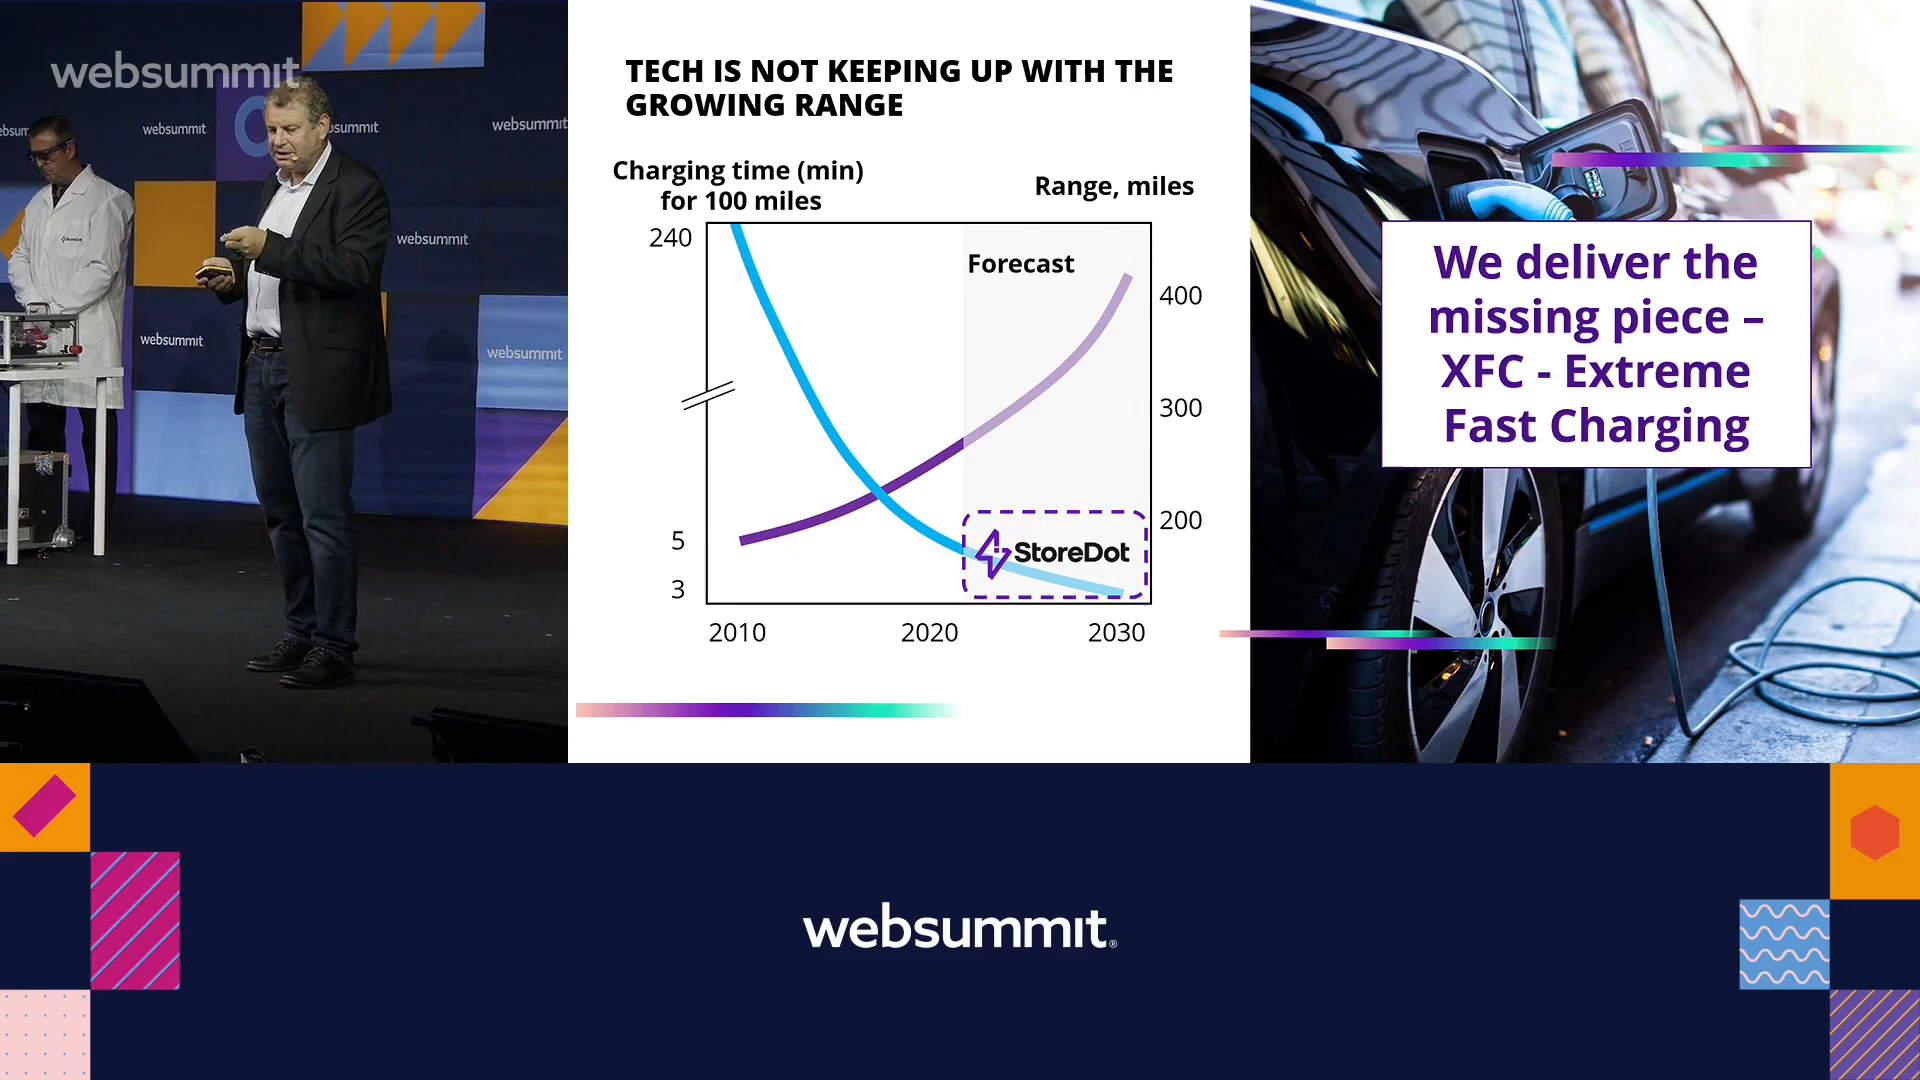 websummit
websummit
websummit
websummit
websummit
websummit
websummit
StoreDot
TECH IS NOT KEEPING UP WITH THE
GROWING RANGE
Charging time (min)
for 100 miles
Range, miles
240
5
3
Forecast
400
300
200
StoreDot
2010
2020
2030
We deliver the
missing piece –
XFC - Extreme
Fast Charging
websummit®